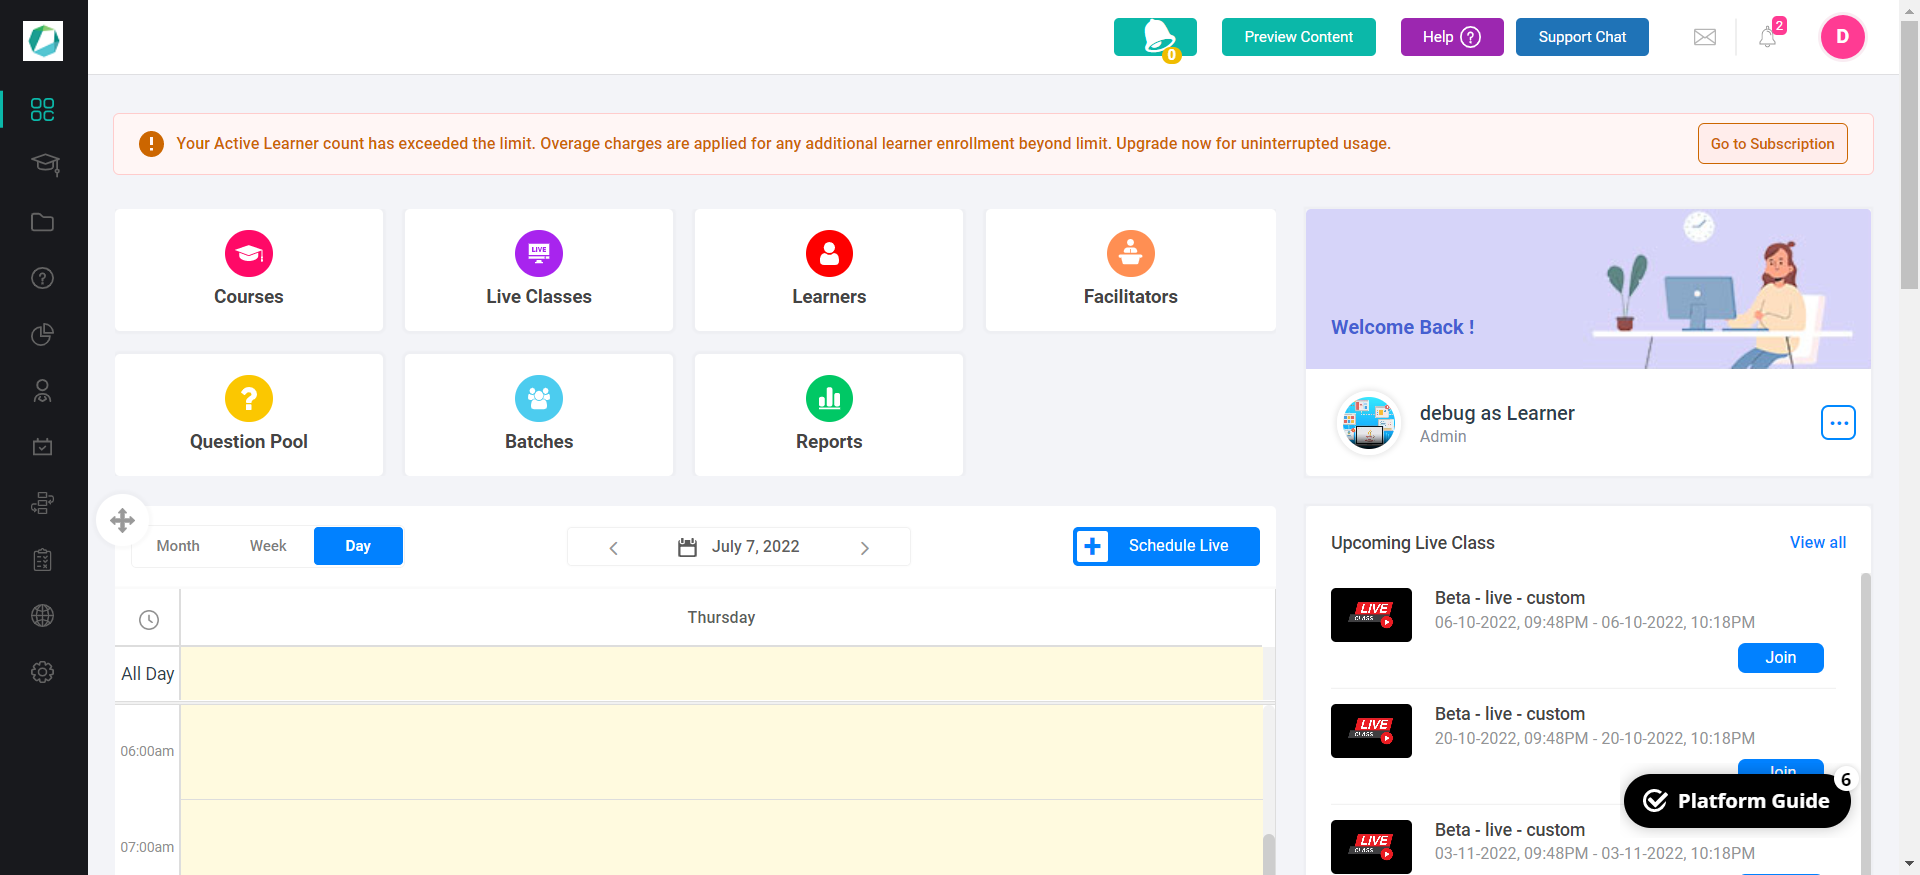 0
Preview Content
Help ?
Support Chat
2
D
Your Active Learner count has exceeded the limit. Overage charges are applied for any additional learner enrollment beyond limit. Upgrade now for uninterrupted usage.
Go to Subscription
Courses
LIVE
Live Classes
Learners
Facilitators
Welcome Back !
?
Question Pool
Batches
Reports
debug as Learner
Admin
Month
Week
Day
July 7, 2022
Schedule Live
Upcoming Live Class
View all
Thursday
All Day
06:00am
07:00am
LIVE
CLASS
Beta - live - custom
06-10-2022, 09:48PM - 06-10-2022, 10:18PM
Join
LIVE
CLASS
Beta - live - custom
20-10-2022, 09:48PM - 20-10-2022, 10:18PM
Join
6
Platform Guide
LIVE
CLASS
Beta - live - custom
03-11-2022, 09:48PM - 03-11-2022, 10:18PM